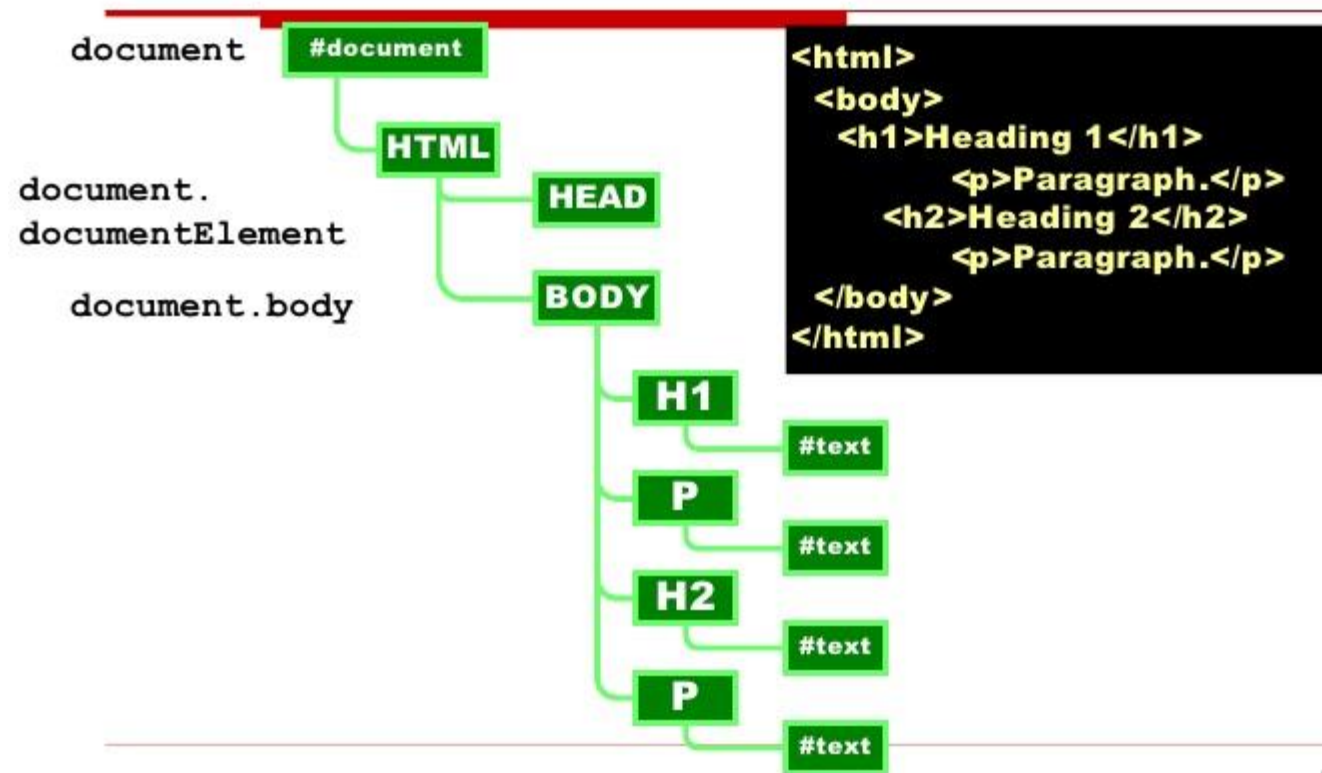 document
#document
HTML
document.
documentElement
HEAD
document.body
BODY
H1
#text
P
#text
H2
#text
P
#text
<html>
<body>
<h1>Heading 1</h1>
<p>Paragraph.</p>
<h2>Heading 2</h2>
<p>Paragraph.</p>
</body>
</html>